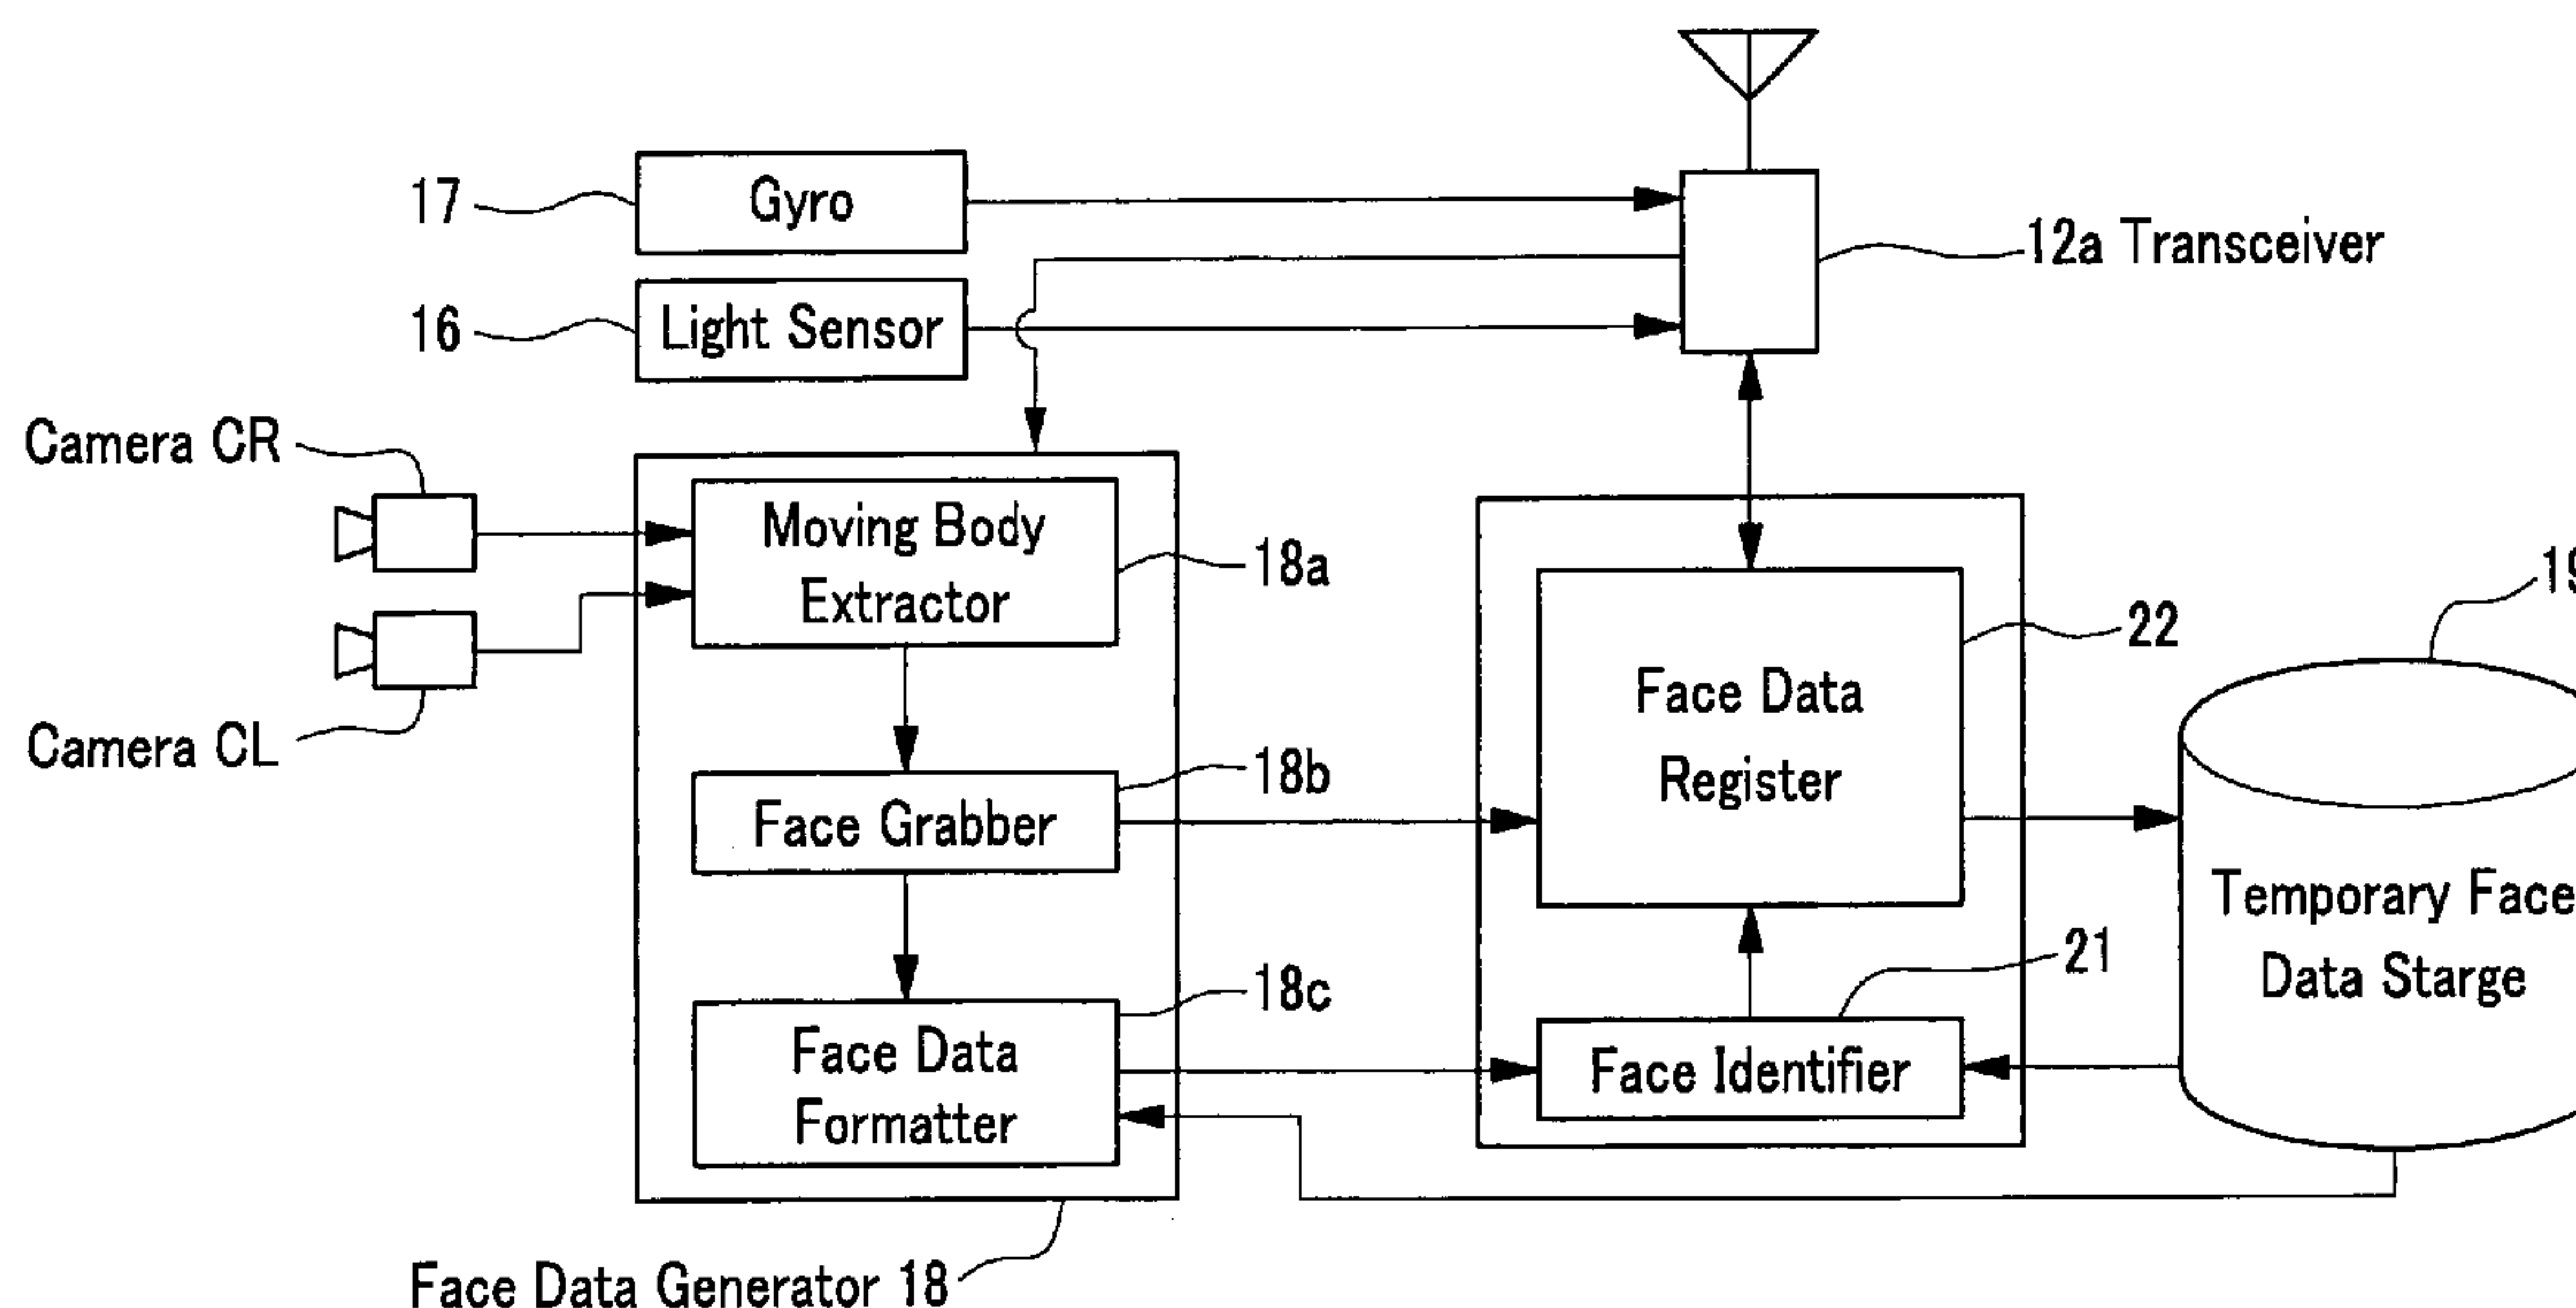 17
Gyro
12a Transceiver
16
Light Sensor
Camera CR
Moving Body
Extractor
18a
19
22
Face Data
Register
Camera CL
18b
Face Grabber
Temporary Face
Data Starge
21
18c
Face Data
Formatter
Face Identifier
Face Data Generator 18